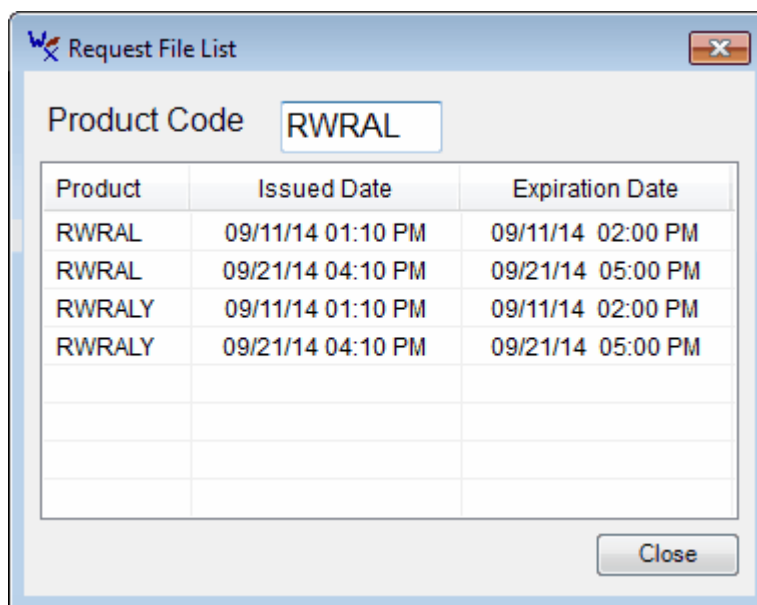 WX Request File List
Product Code RWRAL
Product Issued Date Expiration Date
RWRAL 09/11/14 01:10 PM 09/11/14 02:00 PM
RWRAL 09/21/14 04:10 PM 09/21/14 05:00 PM
RWRALY 09/11/14 01:10 PM 09/11/14 02:00 PM
RWRALY 09/21/14 04:10 PM 09/21/14 05:00 PM
Close